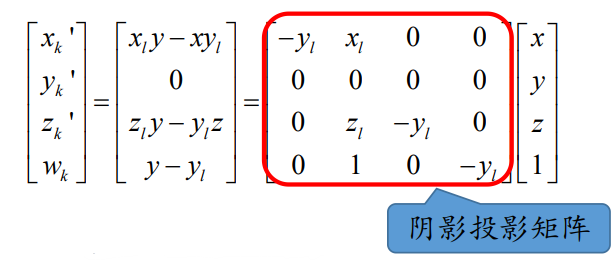 [x_k'] [x_l y − x y_l] [−y_l x_l 0 0] [x]
[y_k'] [0] [0 0 0 0] [y]
[z_k'] = [z_l y − y_l z] = [0 z_l −y_l 0] [z]
[w_k] [y − y_l] [0 1 0 −y_l] [1]
阴影投影矩阵